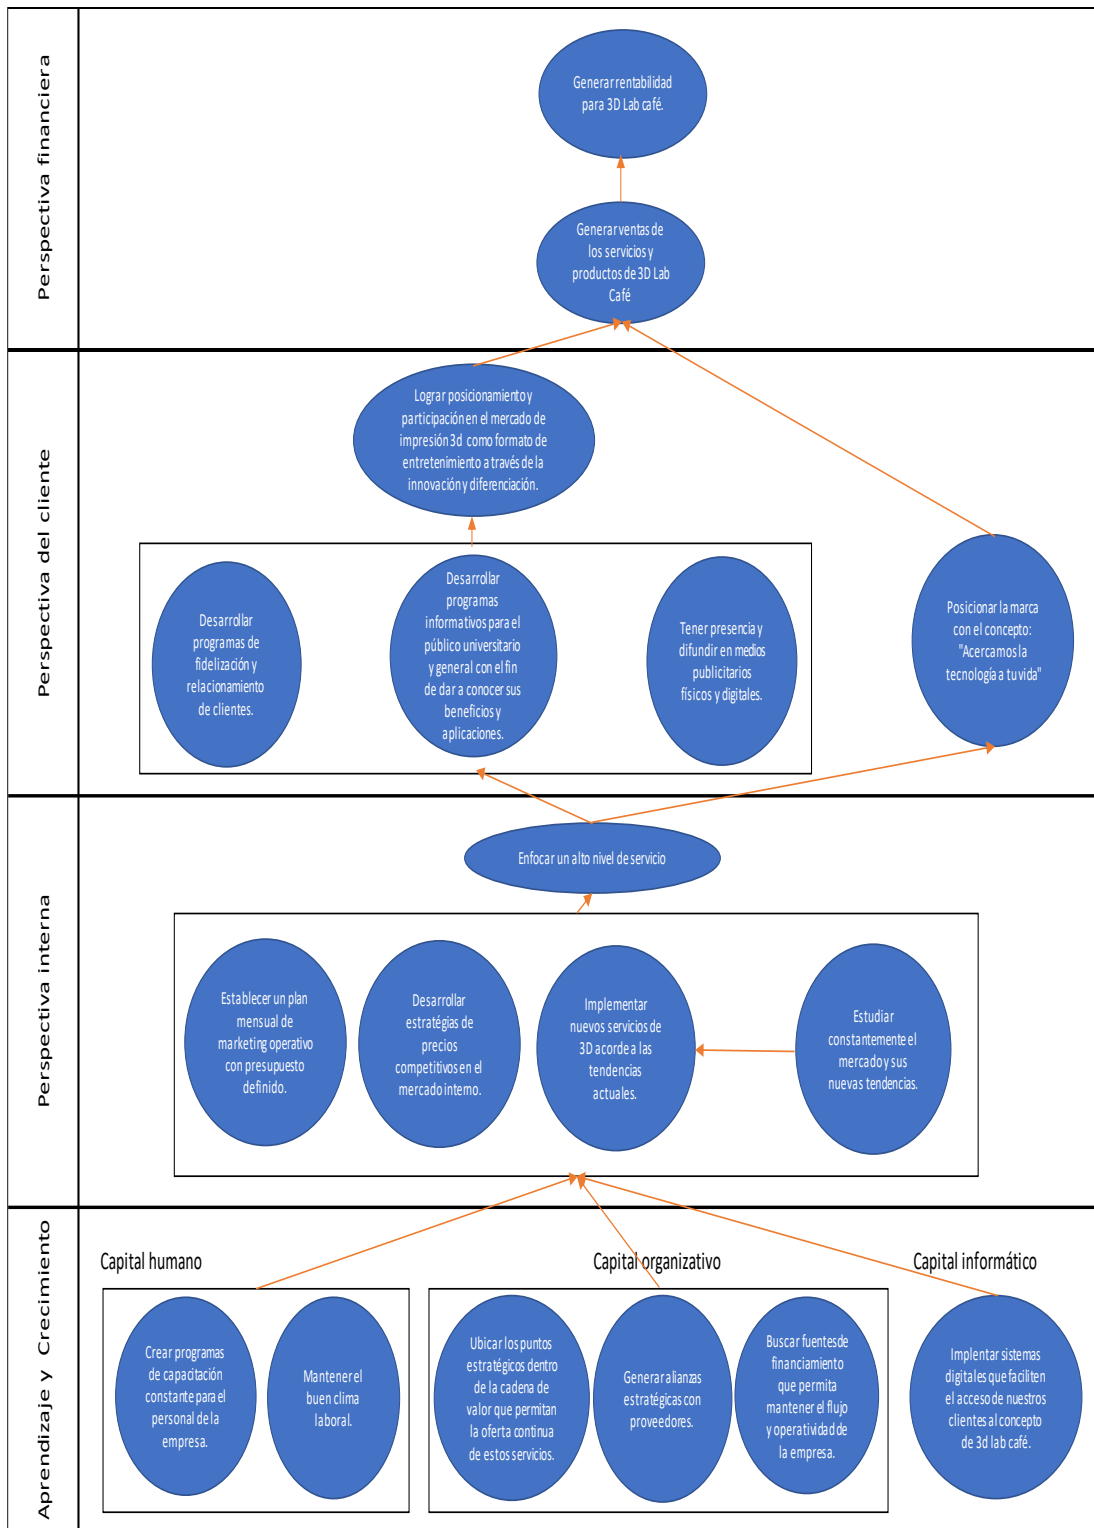 Perspectiva financiera
Generar rentabilidad
para 3D Lab café.
Generar ventas de
los servicios y
productos de 3D Lab
Café
Perspectiva del cliente
Lograr posicionamiento y
participación en el mercado de
impresión 3d como formato de
entretenimiento a través de la
innovación y diferenciación.
Desarrollar
programas de
fidelización y
relacionamiento
de clientes.
Desarrollar
programas
informativos para el
público universitario
y general con el fin
de dar a conocer sus
beneficios y
aplicaciones.
Tener presencia y
difundir en medios
publicitarios
físicos y digitales.
Posicionar la marca
con el concepto:
"Acercamos la
tecnología a tu vida"
Perspectiva interna
Enfocar un alto nivel de servicio
Establecer un plan
mensual de
marketing operativo
con presupuesto
definido.
Desarrollar
estratégias de
precios
competitivos en el
mercado interno.
Implementar
nuevos servicios de
3D acorde a las
tendencias
actuales.
Estudiar
constantemente el
mercado y sus
nuevas tendencias.
Aprendizaje y Crecimiento
Capital humano
Crear programas
de capacitación
constante para el
personal de la
empresa.
Mantener el
buen clima
laboral.
Capital organizativo
Ubicar los puntos
estratégicos dentro
de la cadena de
valor que permitan
la oferta continua
de estos servicios.
Generar alianzas
estratégicas con
proveedores.
Buscar fuentes de
financiamiento
que permita
mantener el flujo
y operatividad de
la empresa.
Capital informático
Implentar sistemas
digitales que faciliten
el acceso de nuestros
clientes al concepto
de 3d lab café.